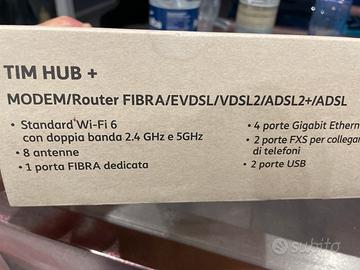 TIM HUB +
MODEM/Router FIBRA/EVDSL/VDSL2/ADSL2+/ADSL
• Standard Wi-Fi 6
con doppia banda 2.4 GHz e 5GHz
• 8 antenne
• 1 porta FIBRA dedicata
• 4 porte Gigabit Ethern
• 2 porte FXS per collegar
di telefoni
• 2 porte USB
subito